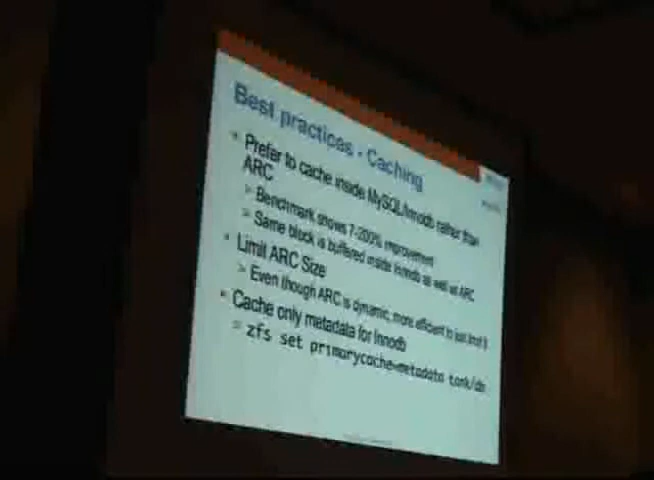 Best practices - Caching
Prefer to cache inside MySQL/Innodb rather than
ARC
> Benchmark shows 7-200% improvement
> Same block is buffered inside Innodb as well as ARC
Limit ARC Size
> Even though ARC is dynamic, more efficient to just limit it
Cache only metadata for Innodb
> zfs set primarycache=metadata tank/db